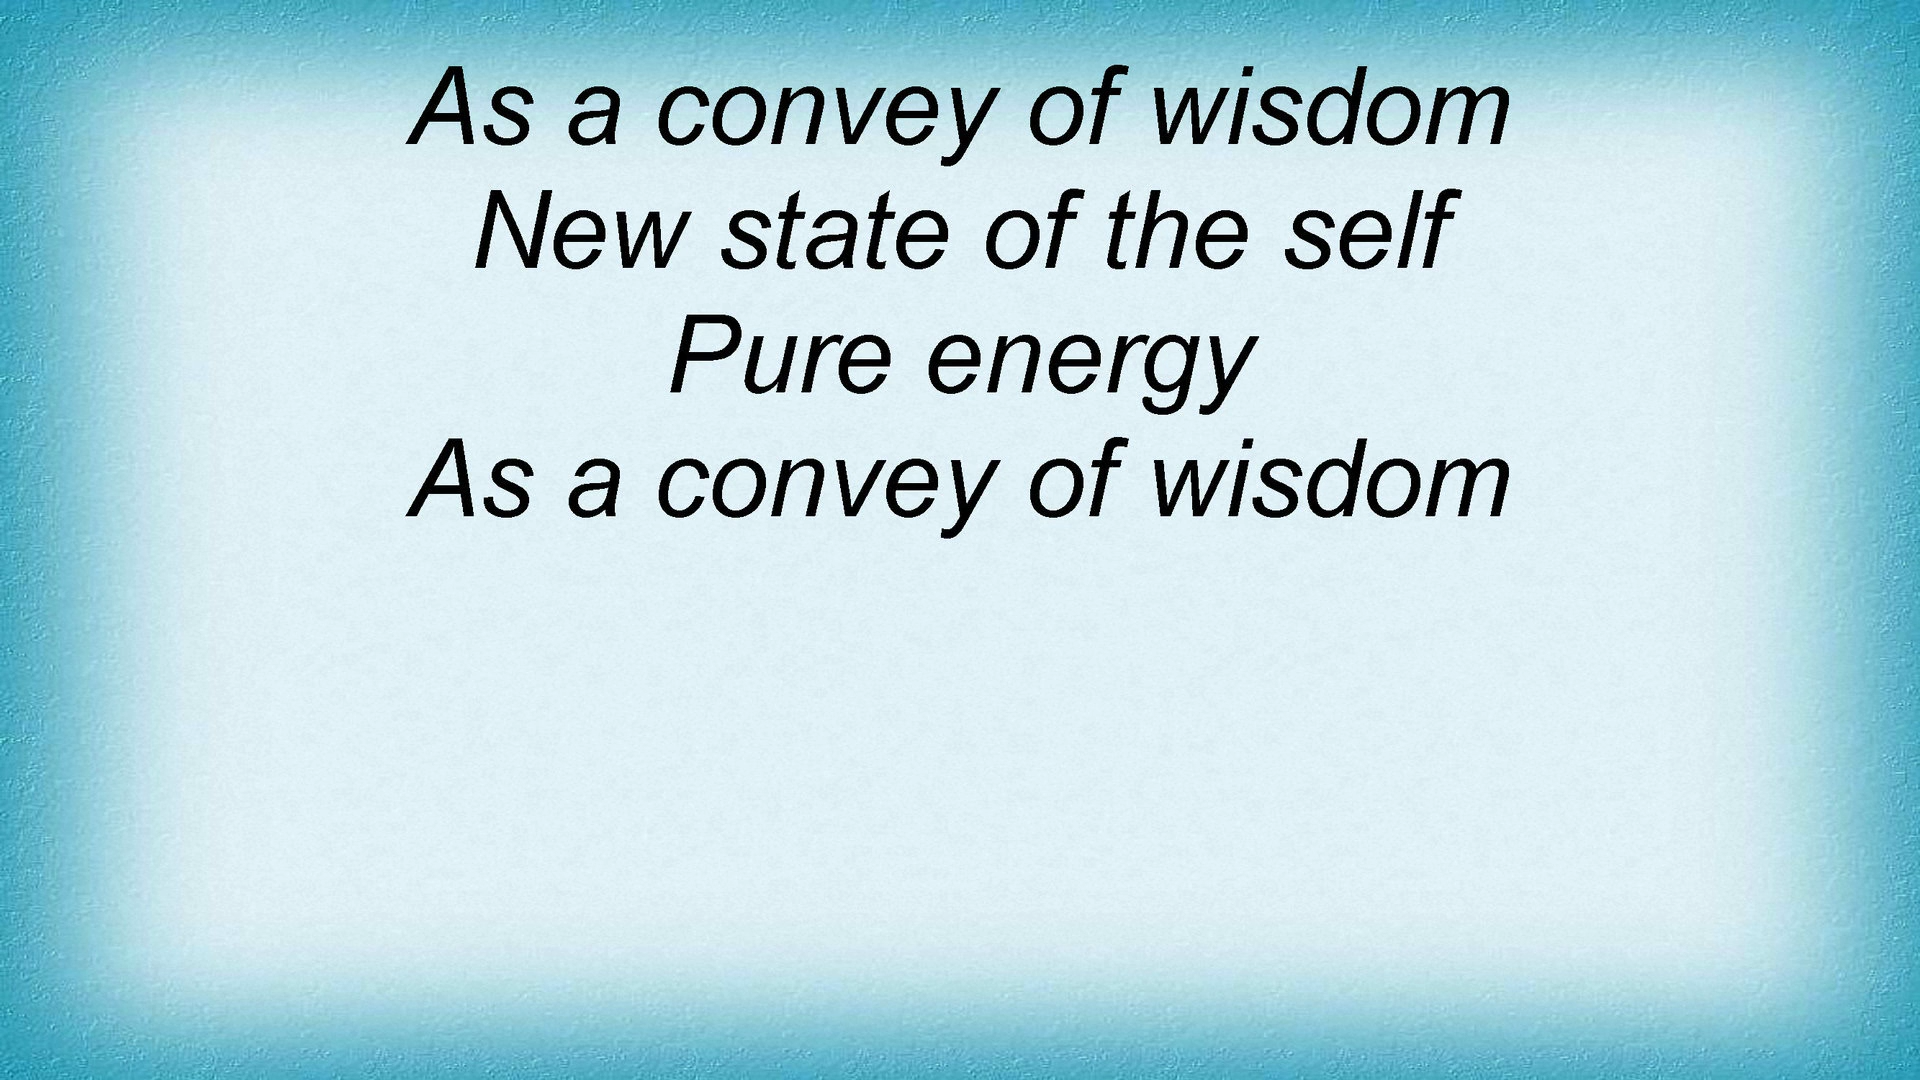 As a convey of wisdom
New state of the self
Pure energy
As a convey of wisdom